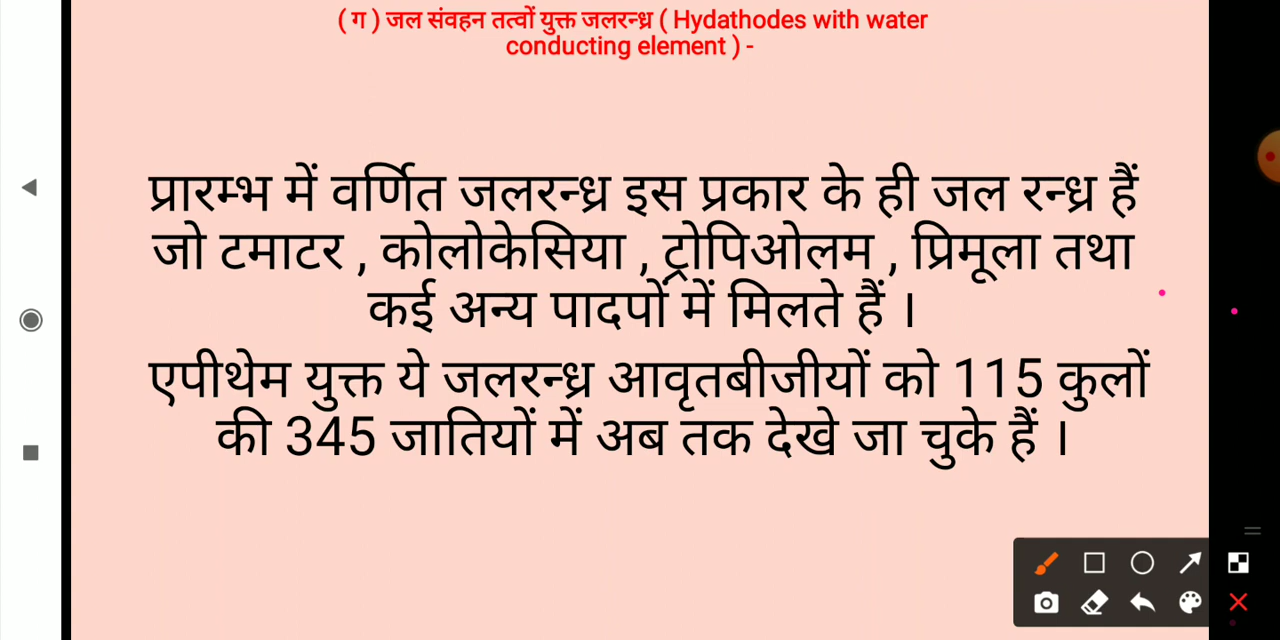 ( ग ) जल संवहन तत्वों युक्त जलरन्ध्र ( Hydathodes with water
conducting element ) -
प्रारम्भ में वर्णित जलरन्ध्र इस प्रकार के ही जल रन्ध्र हैं
जो टमाटर , कोलोकेसिया , ट्रोपिओलम , प्रिमूला तथा
कई अन्य पादपों में मिलते हैं ।
एपीथेम युक्त ये जलरन्ध्र आवृतबीजीयों को 115 कुलों
की 345 जातियों में अब तक देखे जा चुके हैं ।